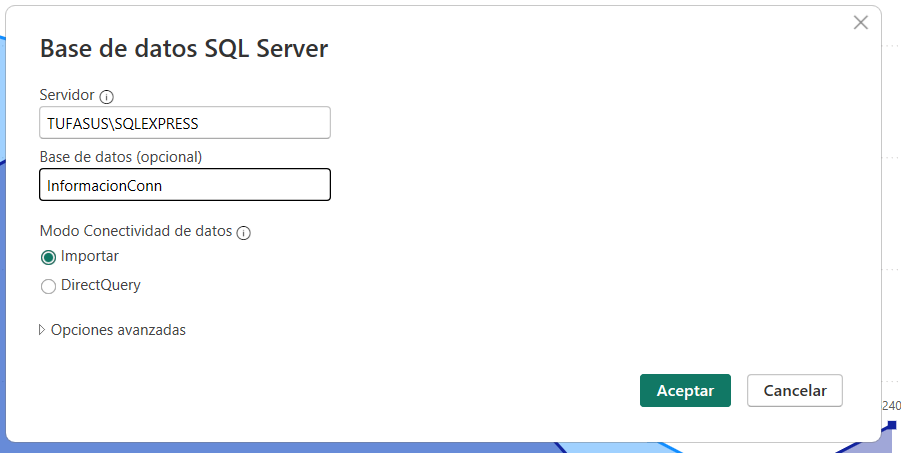 Base de datos SQL Server
Servidor
TUFASUS\SQLEXPRESS
Base de datos (opcional)
InformacionConn
Modo Conectividad de datos
Importar
DirectQuery
Opciones avanzadas
Aceptar
Cancelar
240